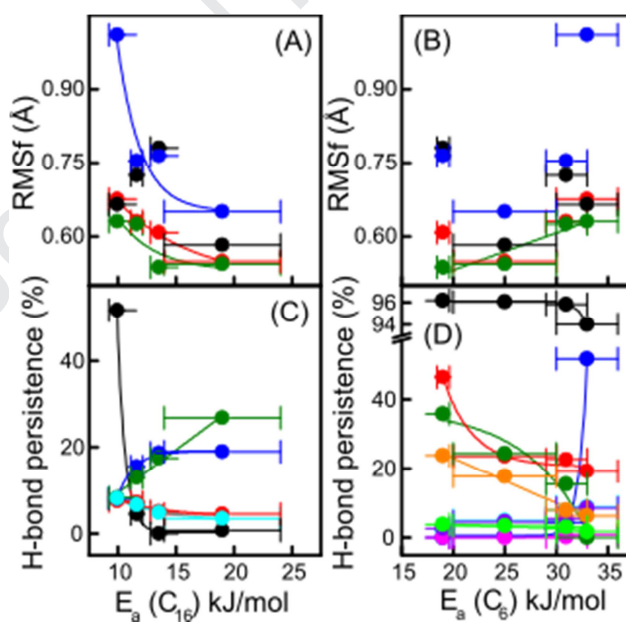 (A)
(B)
RMSf (Å)
0.90
0.75
0.60
RMSf (Å)
0.90
0.75
0.60
(C)
(D)
H-bond persistence (%)
40
20
0
H-bond persistence (%)
96
94
40
20
0
10 15 20 25
15 20 25 30 35
Eₐ (C₁₆) kJ/mol
Eₐ (C₆) kJ/mol